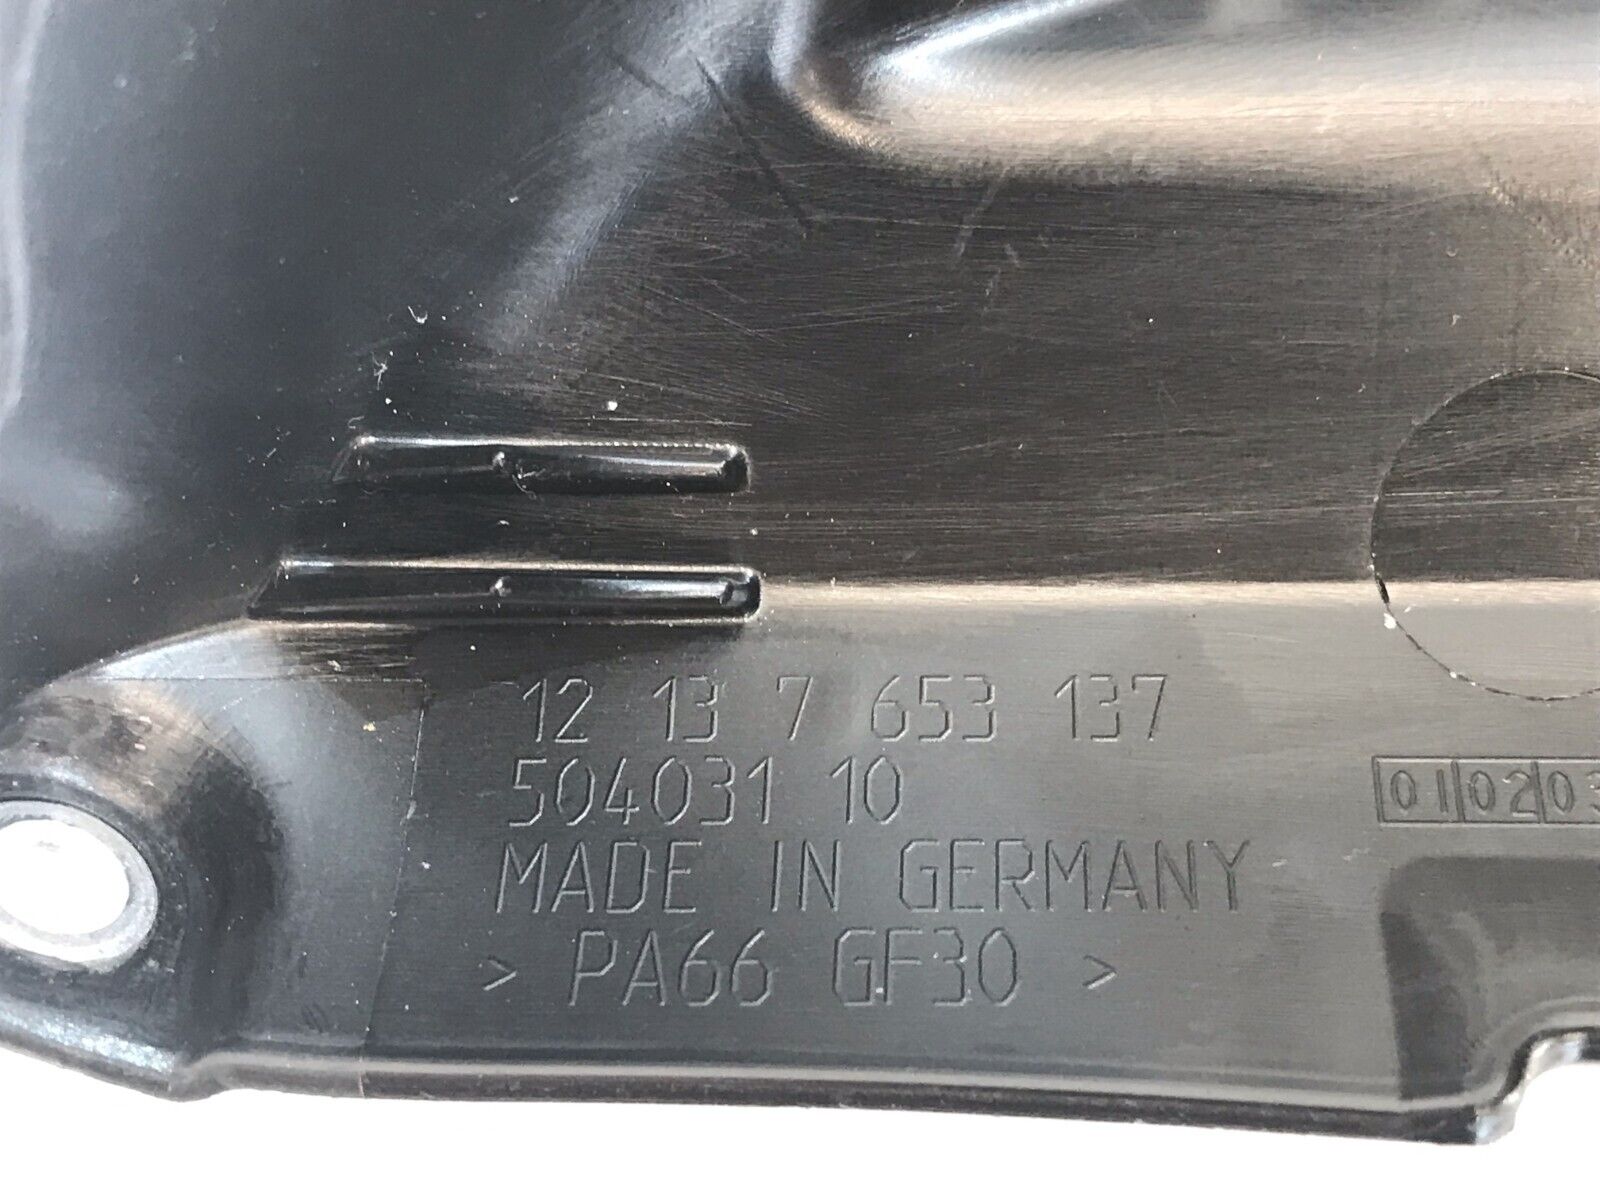 12 13 7 653 137
504031 10
MADE IN GERMANY
> PA66 GF30 >
01 02 03